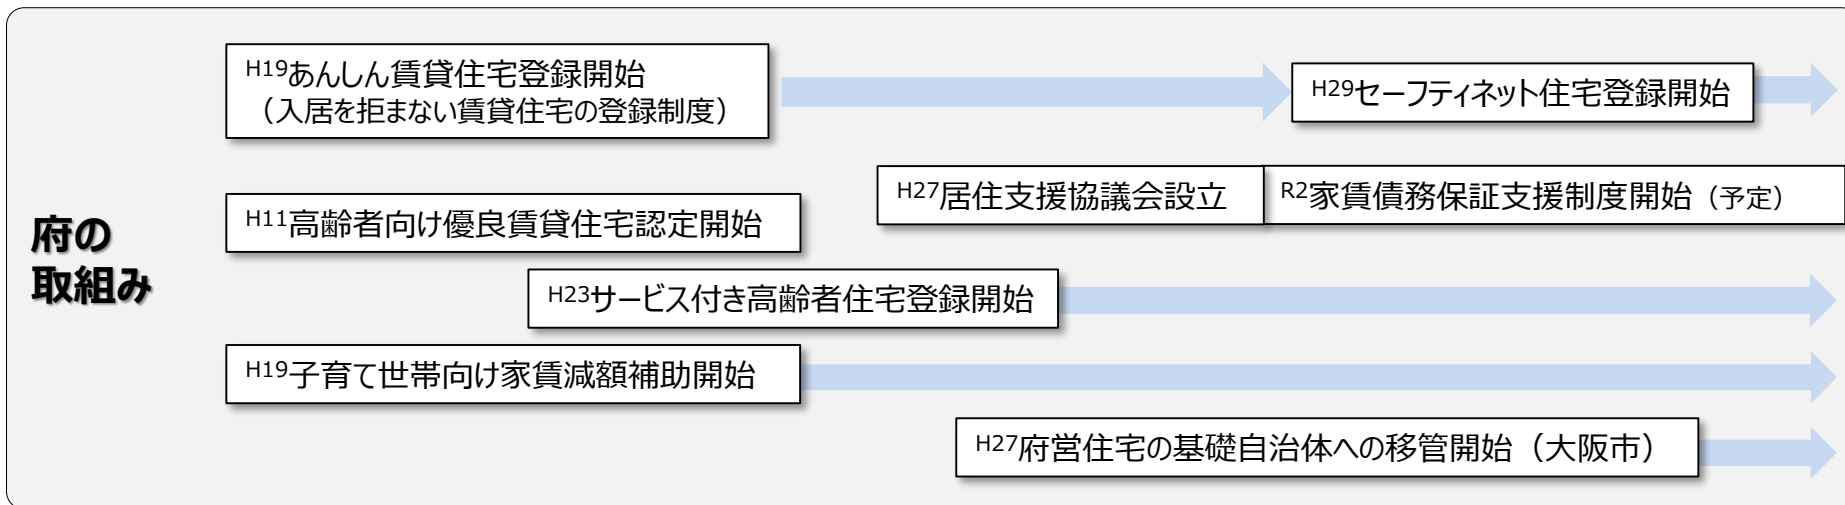 府の
取組み
H19あんしん賃貸住宅登録開始
（入居を拒まない賃貸住宅の登録制度）
H29セーフティネット住宅登録開始
H27居住支援協議会設立
R2家賃債務保証支援制度開始（予定）
H11高齢者向け優良賃貸住宅認定開始
H23サービス付き高齢者住宅登録開始
H19子育て世帯向け家賃減額補助開始
H27府営住宅の基礎自治体への移管開始（大阪市）